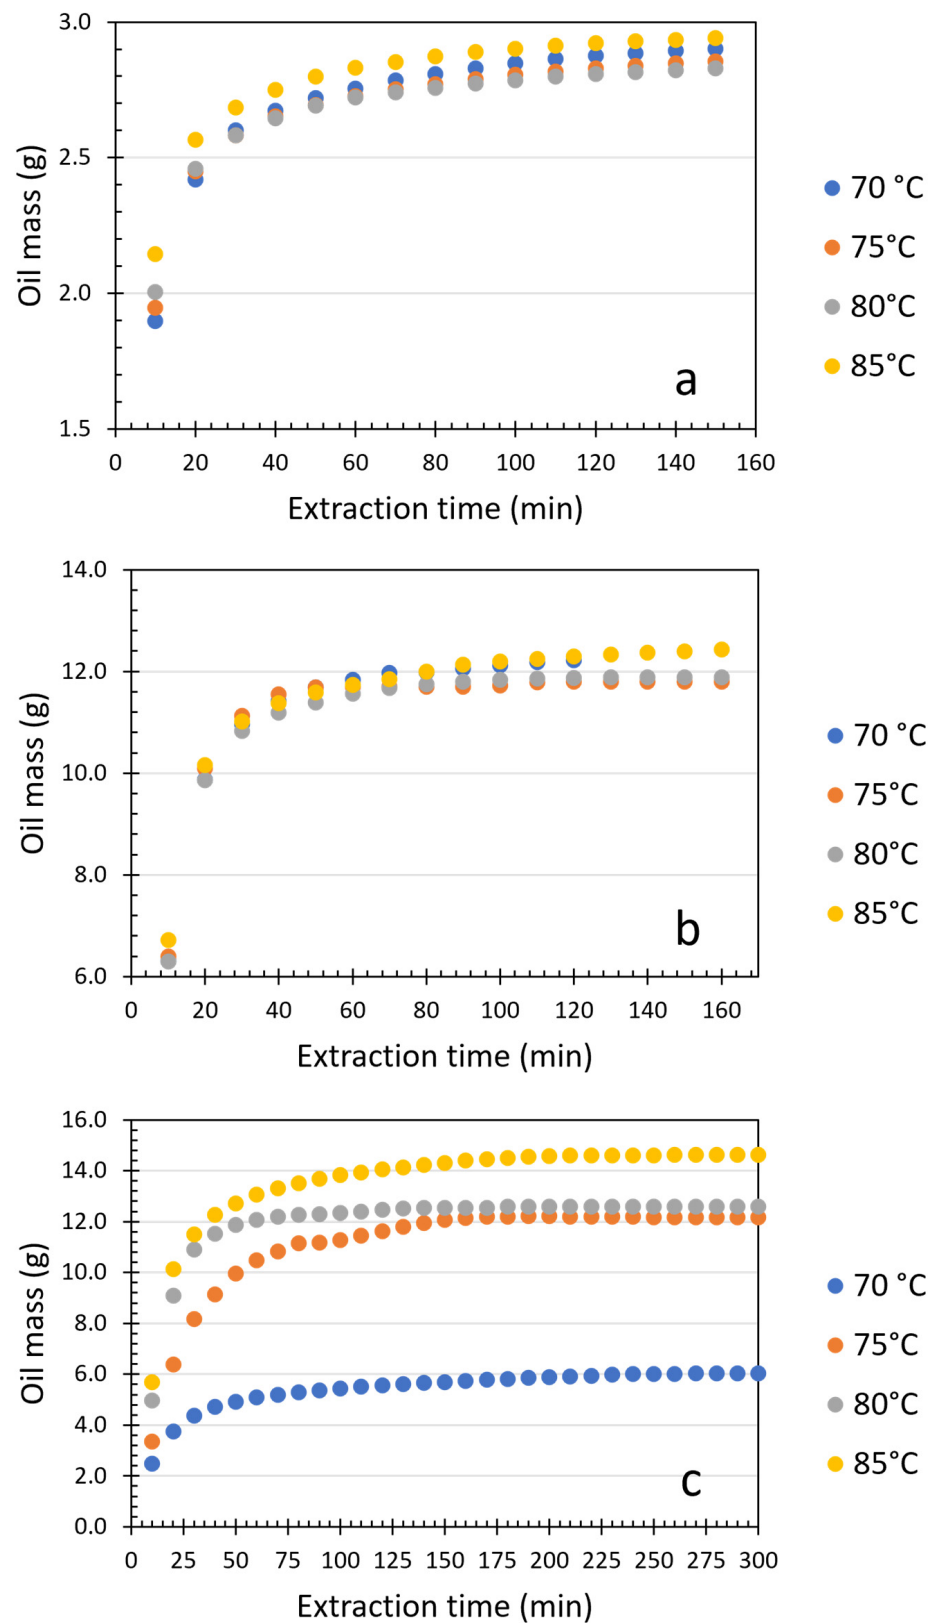 3.0
2.5
2.0
1.5
Oil mass (g)
0 20 40 60 80 100 120 140 160
Extraction time (min)
a
70 °C
75°C
80°C
85°C
14.0
12.0
10.0
8.0
6.0
Oil mass (g)
0 20 40 60 80 100 120 140 160
Extraction time (min)
b
70 °C
75°C
80°C
85°C
16.0
14.0
12.0
10.0
8.0
6.0
4.0
2.0
0.0
Oil mass (g)
0 25 50 75 100 125 150 175 200 225 250 275 300
Extraction time (min)
c
70 °C
75°C
80°C
85°C